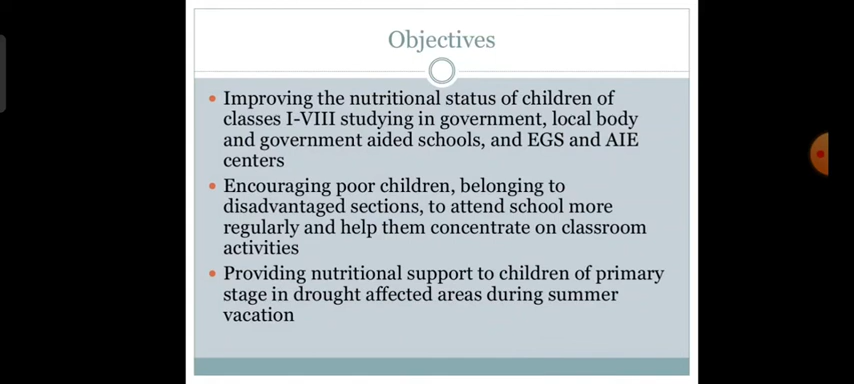 Objectives
Improving the nutritional status of children of
classes I-VIII studying in government, local body
and government aided schools, and EGS and AIE
centers
Encouraging poor children, belonging to
disadvantaged sections, to attend school more
regularly and help them concentrate on classroom
activities
Providing nutritional support to children of primary
stage in drought affected areas during summer
vacation